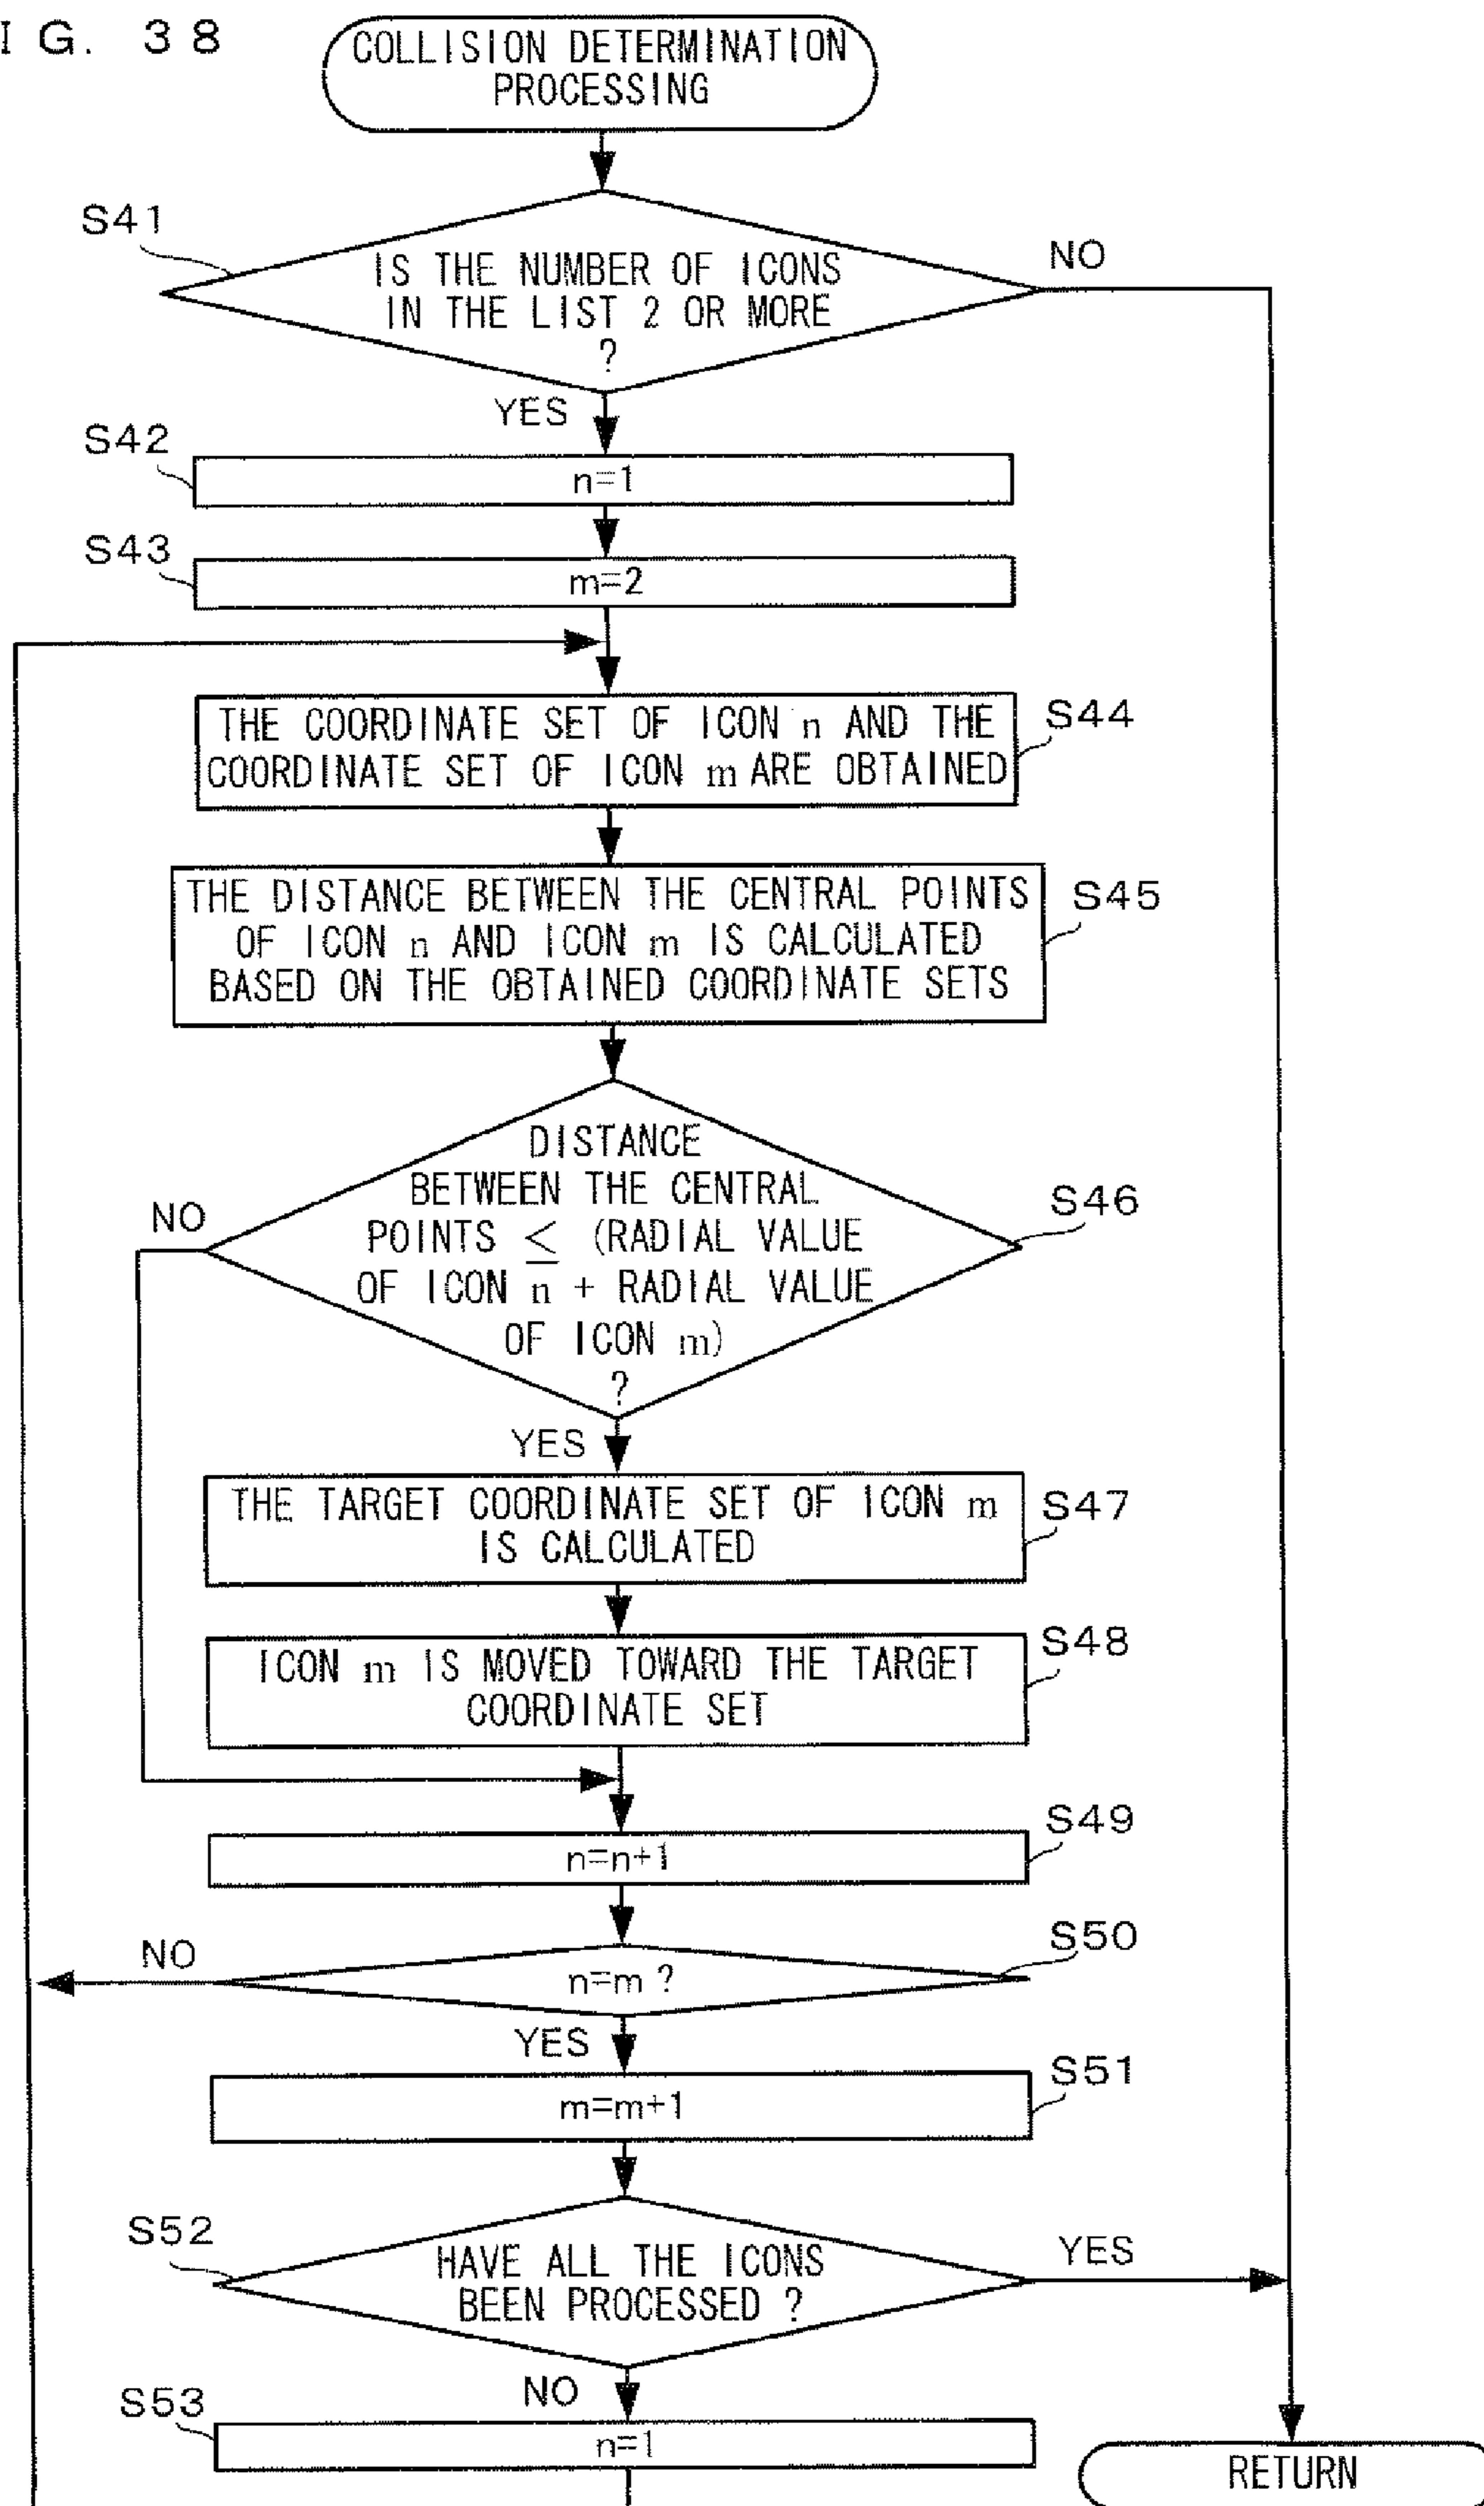 I G. 38
COLLISION DETERMINATION
PROCESSING
S41
IS THE NUMBER OF ICONS
IN THE LIST 2 OR MORE
?
NO
YES
S42
n=1
S43
m=2
THE COORDINATE SET OF ICON n AND THE
COORDINATE SET OF ICON m ARE OBTAINED
S44
THE DISTANCE BETWEEN THE CENTRAL POINTS
OF ICON n AND ICON m IS CALCULATED
BASED ON THE OBTAINED COORDINATE SETS
S45
DISTANCE
BETWEEN THE CENTRAL
POINTS ≤ (RADIAL VALUE
OF ICON n + RADIAL VALUE
OF ICON m)
?
S46
NO
YES
THE TARGET COORDINATE SET OF ICON m
IS CALCULATED
S47
ICON m IS MOVED TOWARD THE TARGET
COORDINATE SET
S48
S49
n=n+1
S50
NO
n=m ?
YES
S51
m=m+1
S52
HAVE ALL THE ICONS
BEEN PROCESSED ?
YES
NO
S53
n=1
RETURN